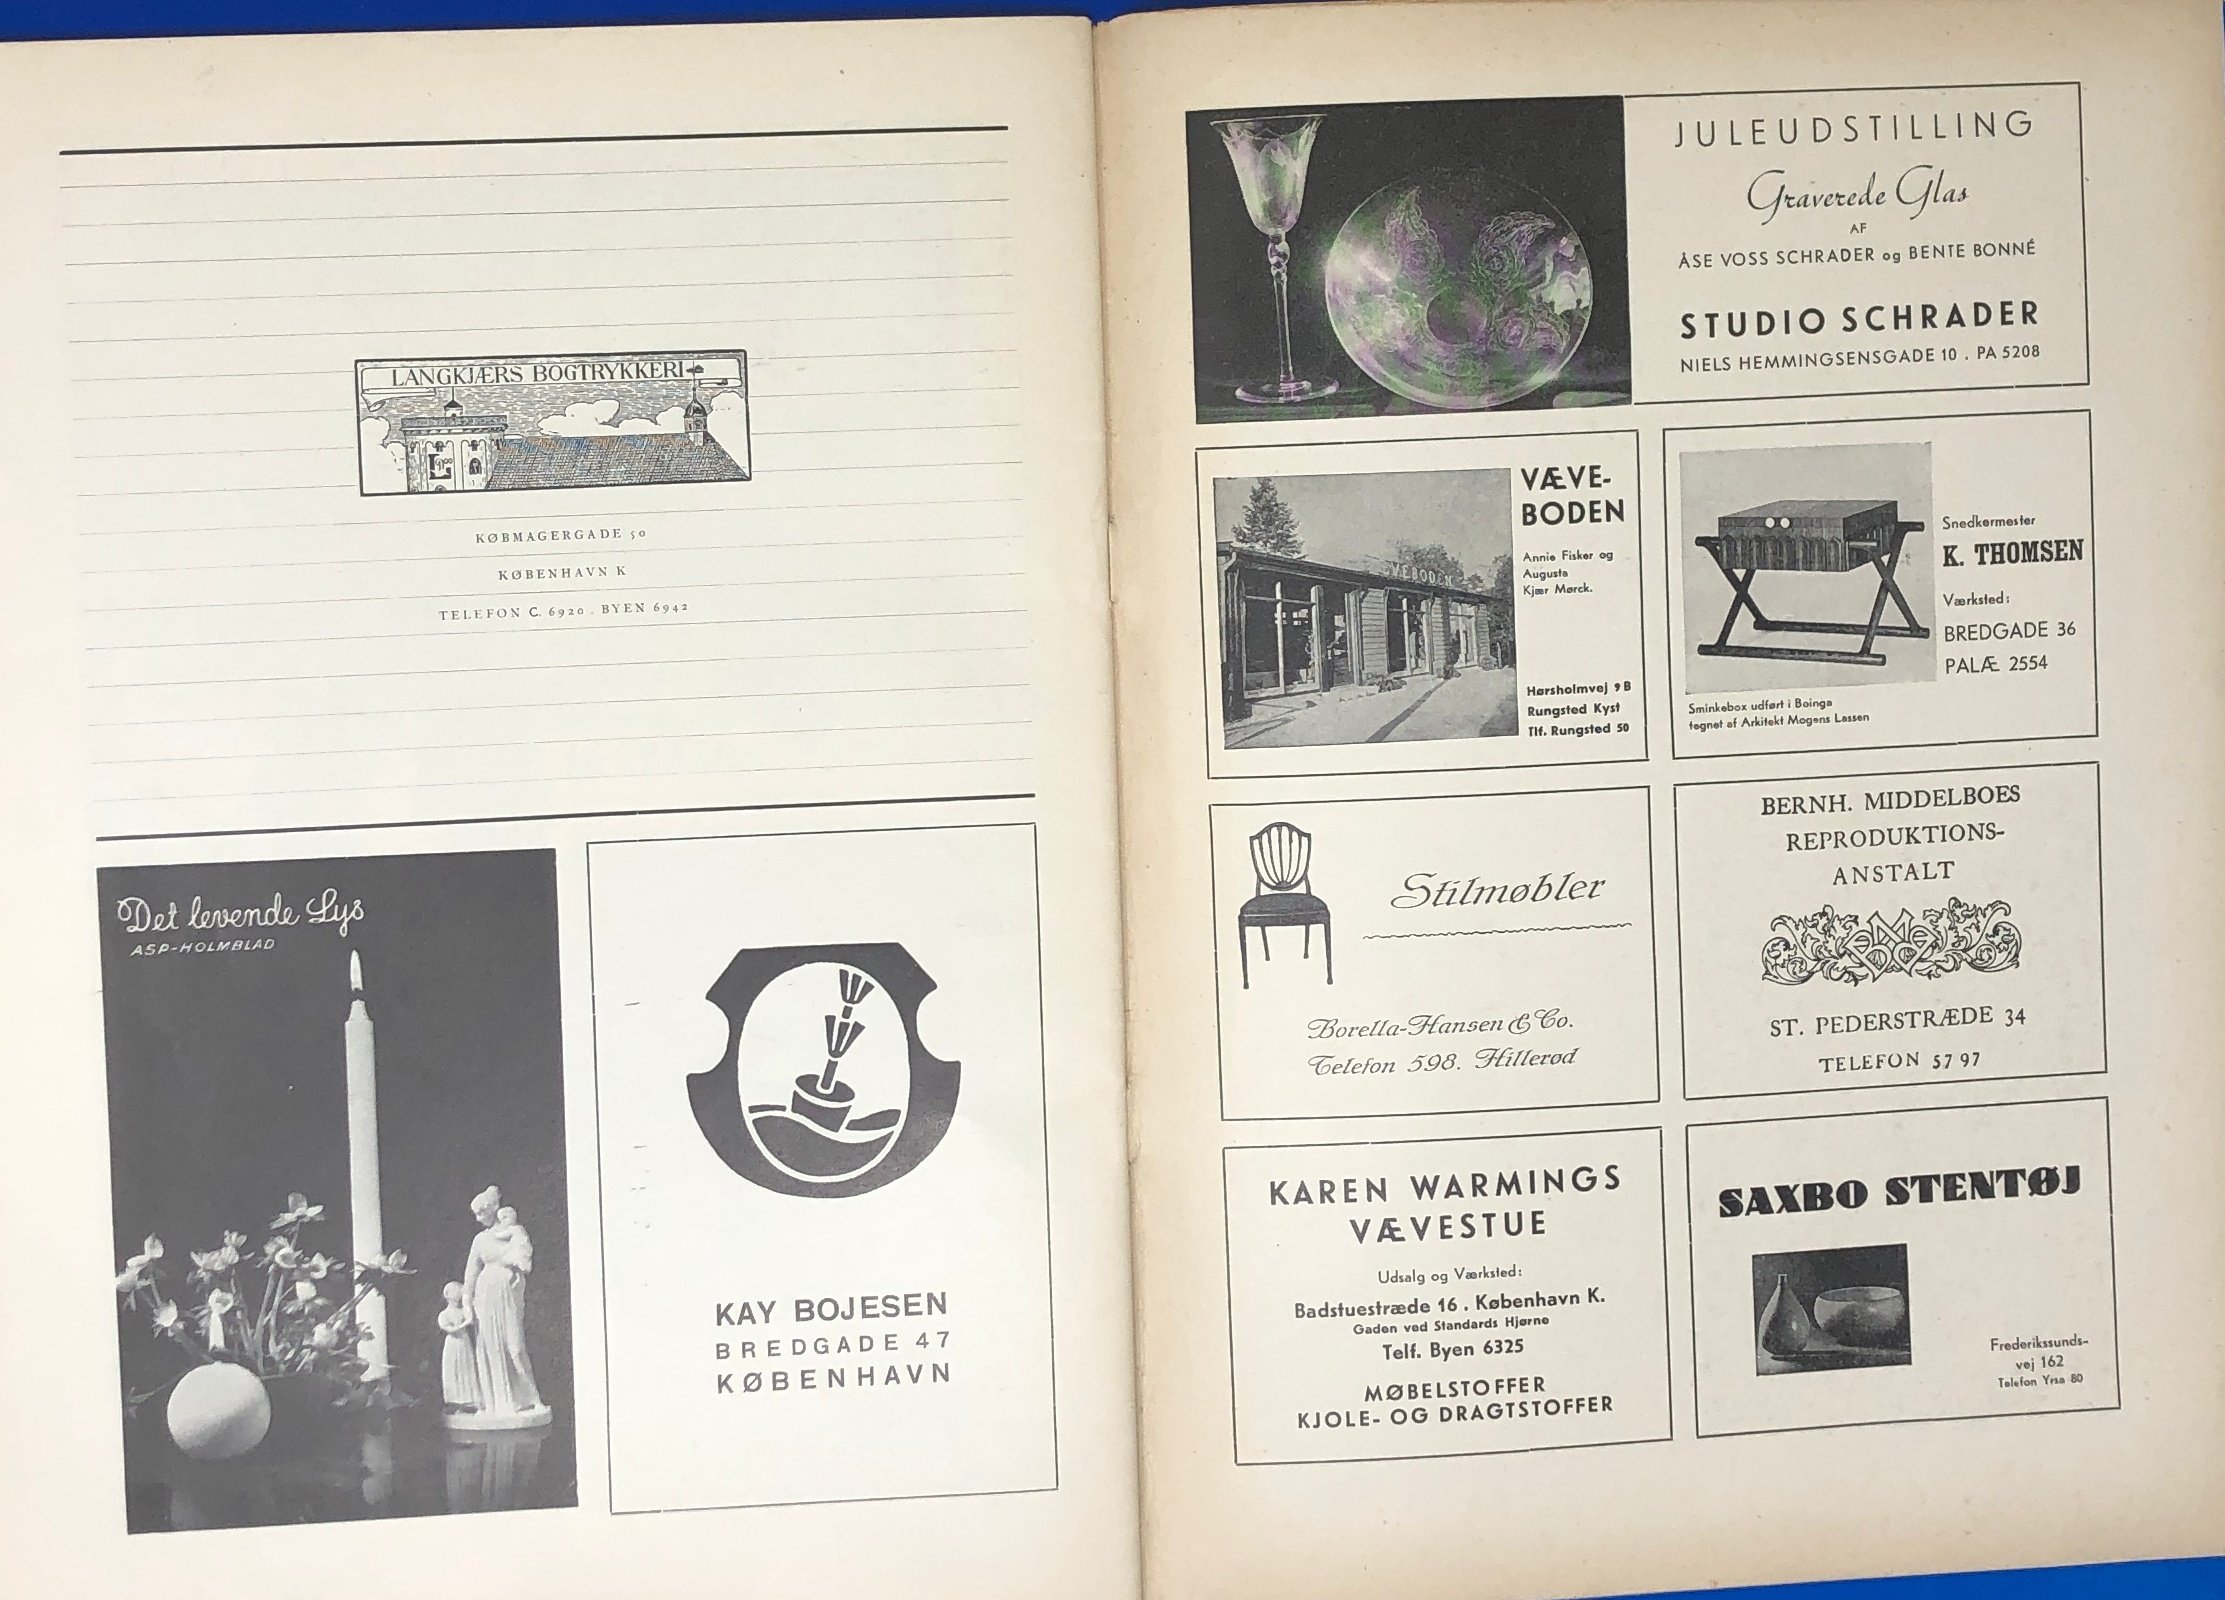 LANGKJÆRS BOGTRYKKERI
KØBMAGERGADE 50
KØBENHAVN K
TELEFON C. 6920 . BYEN 6942
Det levende Lys
ASP-HOLMBLAD
KAY BOJESEN
BREDGADE 47
KØBENHAVN
JULEUDSTILLING
Graverede Glas
AF
ÅSE VOSS SCHRADER og BENTE BONNÉ
STUDIO SCHRADER
NIELS HEMMINGSENSGADE 10 . PA 5208
VÆVE-
BODEN
VEBODEN
Annie Fisker og
Augusta
Kjær Mørck.
Hørsholmvej 9 B
Rungsted Kyst
Tlf. Rungsted 50
Snedkermester
K. THOMSEN
Værksted:
BREDGADE 36
PALÆ 2554
Sminkebox udført i Boinga
tegnet af Arkitekt Mogens Lassen
Stilmøbler
Borella-Hansen & Co.
Telefon 598. Hillerød
BERNH. MIDDELBOES
REPRODUKTIONS-
ANSTALT
BMB
ST. PEDERSTRÆDE 34
TELEFON 57 97
KAREN WARMINGS
VÆVESTUE
Udsalg og Værksted:
Badstuestræde 16 . København K.
Gaden ved Standards Hjørne
Telf. Byen 6325
MØBELSTOFFER
KJOLE- OG DRAGTSTOFFER
SAXBO STENTØJ
Frederikssunds-
vej 162
Telefon Yrsa 80